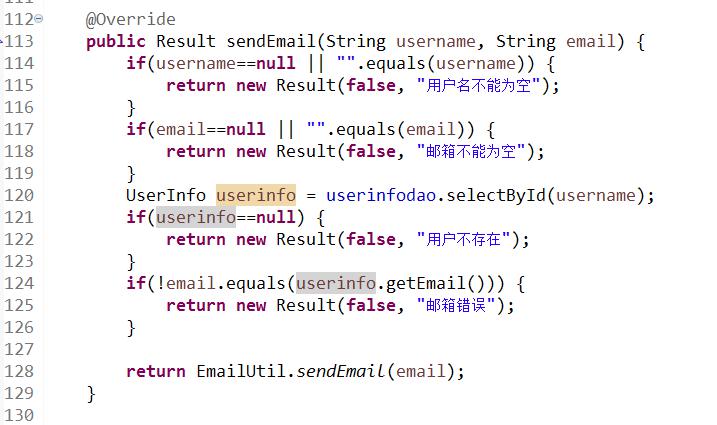 112 @Override
113 public Result sendEmail(String username, String email) {
114 if(username==null || "".equals(username)) {
115 return new Result(false, "用户名不能为空");
116 }
117 if(email==null || "".equals(email)) {
118 return new Result(false, "邮箱不能为空");
119 }
120 UserInfo userinfo = userinfodao.selectById(username);
121 if(userinfo==null) {
122 return new Result(false, "用户不存在");
123 }
124 if(!email.equals(userinfo.getEmail())) {
125 return new Result(false, "邮箱错误");
126 }
127
128 return EmailUtil.sendEmail(email);
129 }
130